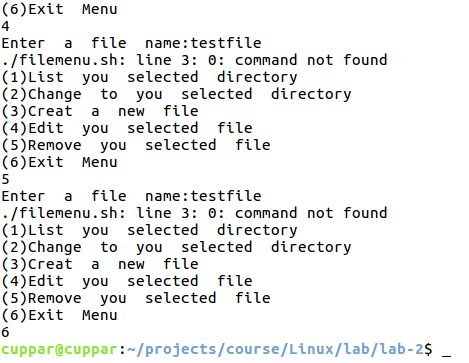 (6)Exit  Menu
4
Enter  a  file  name:testfile
./filemenu.sh: line 3: 0: command not found
(1)List  you  selected  directory
(2)Change  to  you  selected  directory
(3)Creat  a  new  file
(4)Edit  you  selected  file
(5)Remove  you  selected  file
(6)Exit  Menu
5
Enter  a  file  name:testfile
./filemenu.sh: line 3: 0: command not found
(1)List  you  selected  directory
(2)Change  to  you  selected  directory
(3)Creat  a  new  file
(4)Edit  you  selected  file
(5)Remove  you  selected  file
(6)Exit  Menu
6
cuppar@cuppar:~/projects/course/Linux/lab/lab-2$ _